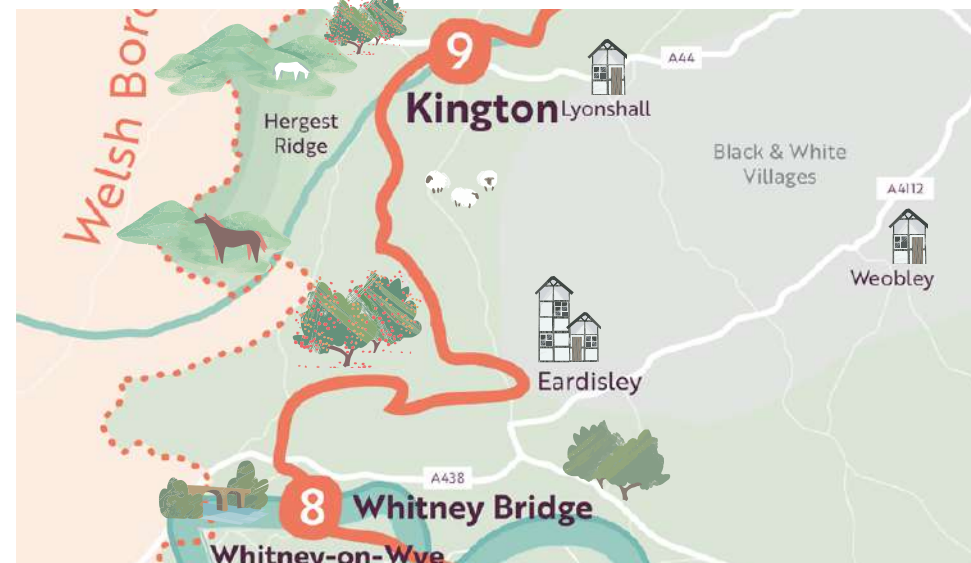 Welsh Bor
9
A44
Kington
Lyonshall
Hergest
Ridge
Black & White
Villages
A4112
Weobley
Eardisley
A438
8
Whitney Bridge
Whitney-on-Wye